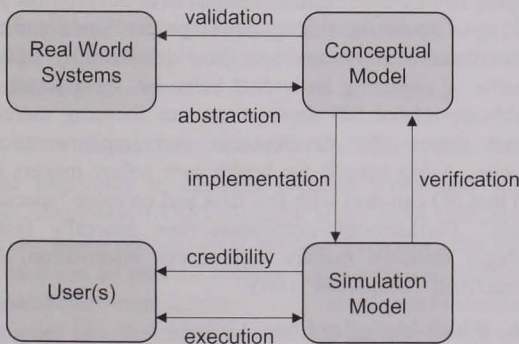 validation
Real World
Systems
Conceptual
Model
abstraction
implementation
verification
credibility
User(s)
Simulation
Model
execution